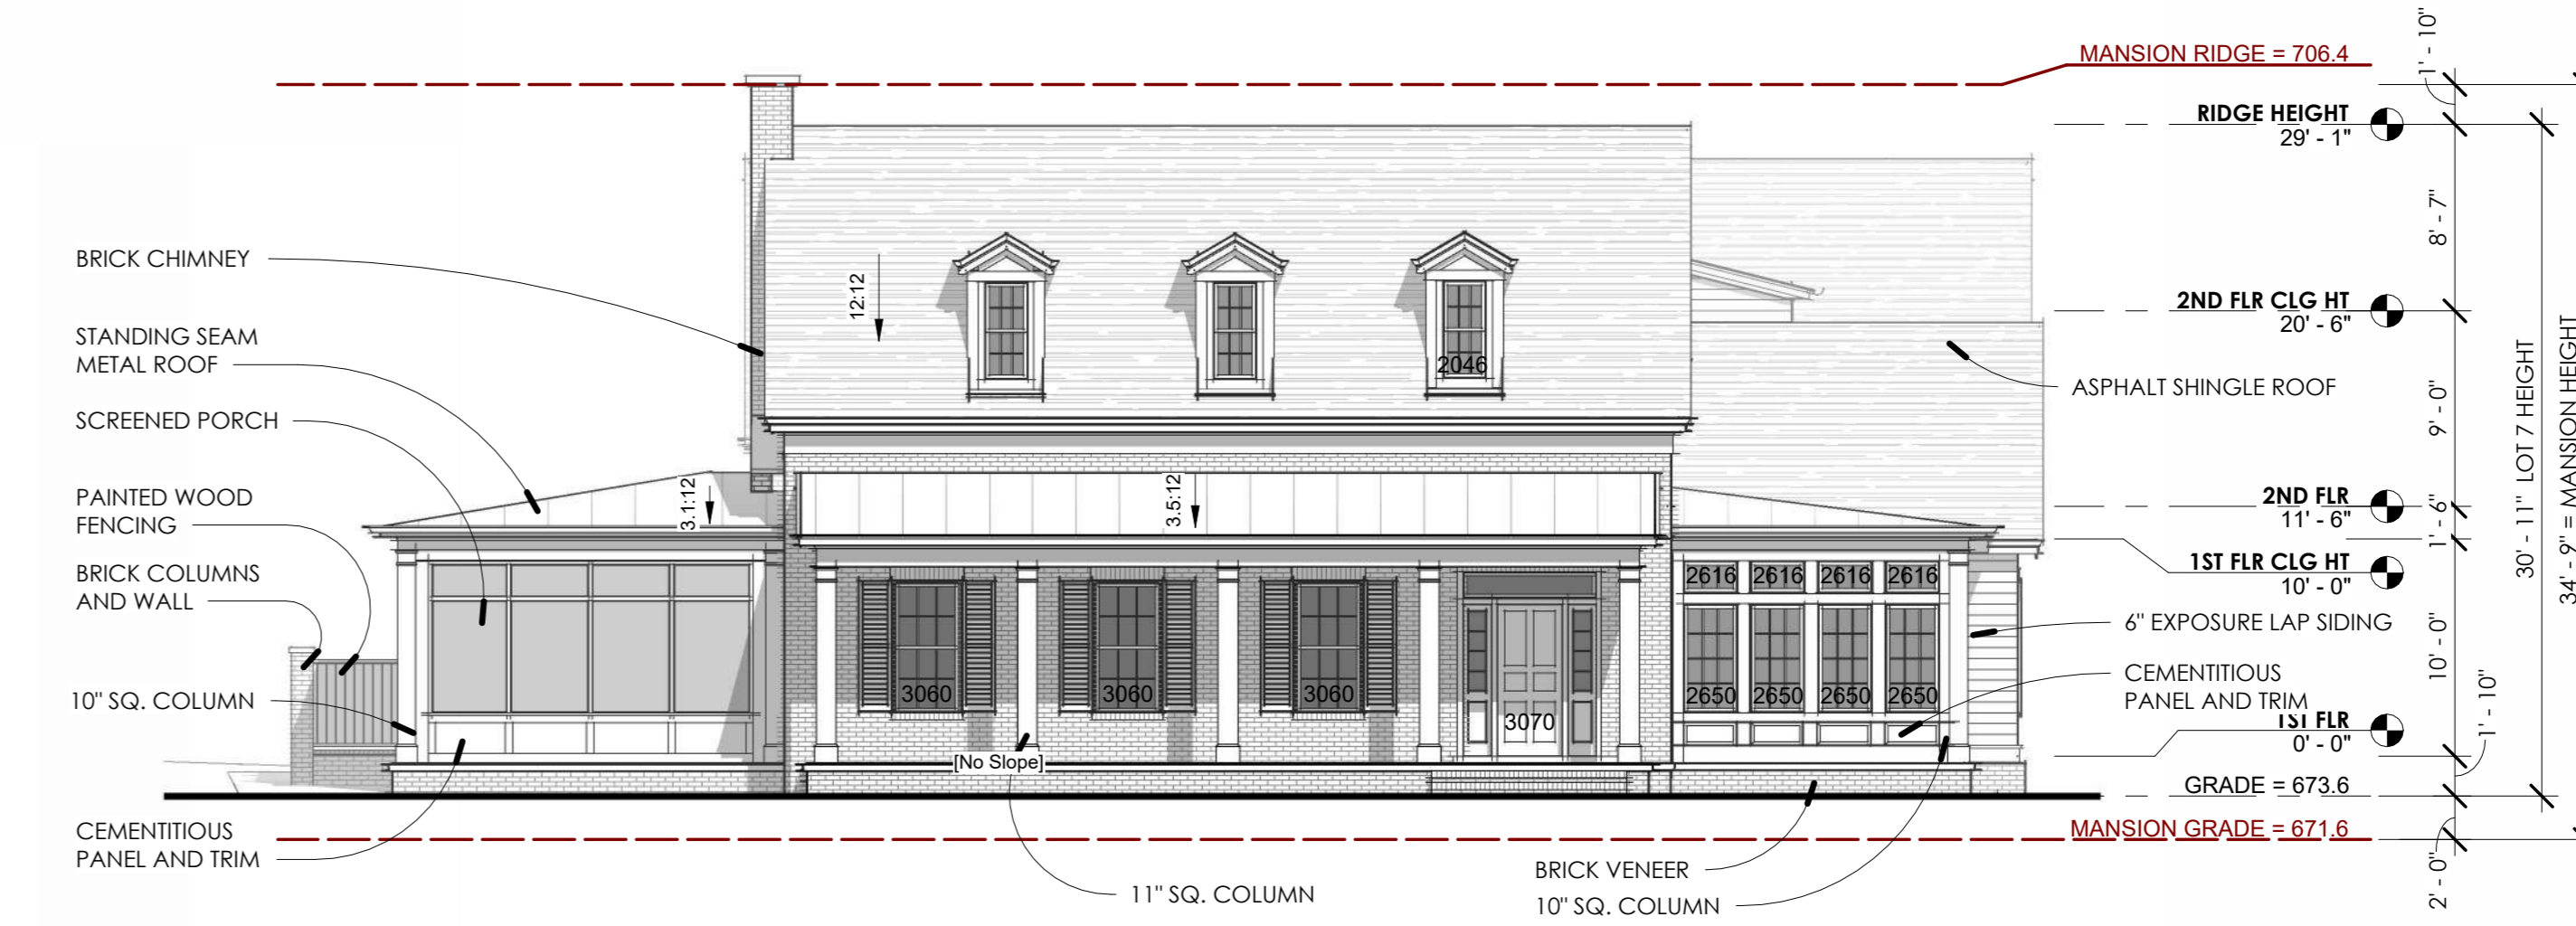 MANSION RIDGE = 706.4
1' - 10"
RIDGE HEIGHT
29' - 1"
8' - 7"
BRICK CHIMNEY
12:12
2ND FLR CLG HT
20' - 6"
STANDING SEAM
METAL ROOF
2046
ASPHALT SHINGLE ROOF
9' - 0"
30' - 11" LOT 7 HEIGHT
34' - 9" = MANSION HEIGHT
SCREENED PORCH
PAINTED WOOD
FENCING
3.1:12
3.5:12
2ND FLR
11' - 6"
1' - 6"
BRICK COLUMNS
AND WALL
2616 2616 2616 2616
1ST FLR CLG HT
10' - 0"
6" EXPOSURE LAP SIDING
10' - 0"
10" SQ. COLUMN
3060 3060 3060
2650 2650 2650 2650
CEMENTITIOUS
PANEL AND TRIM
3070
1ST FLR
0' - 0"
1' - 10"
[No Slope]
GRADE = 673.6
CEMENTITIOUS
PANEL AND TRIM
MANSION GRADE = 671.6
2' - 0"
11" SQ. COLUMN
BRICK VENEER
10" SQ. COLUMN